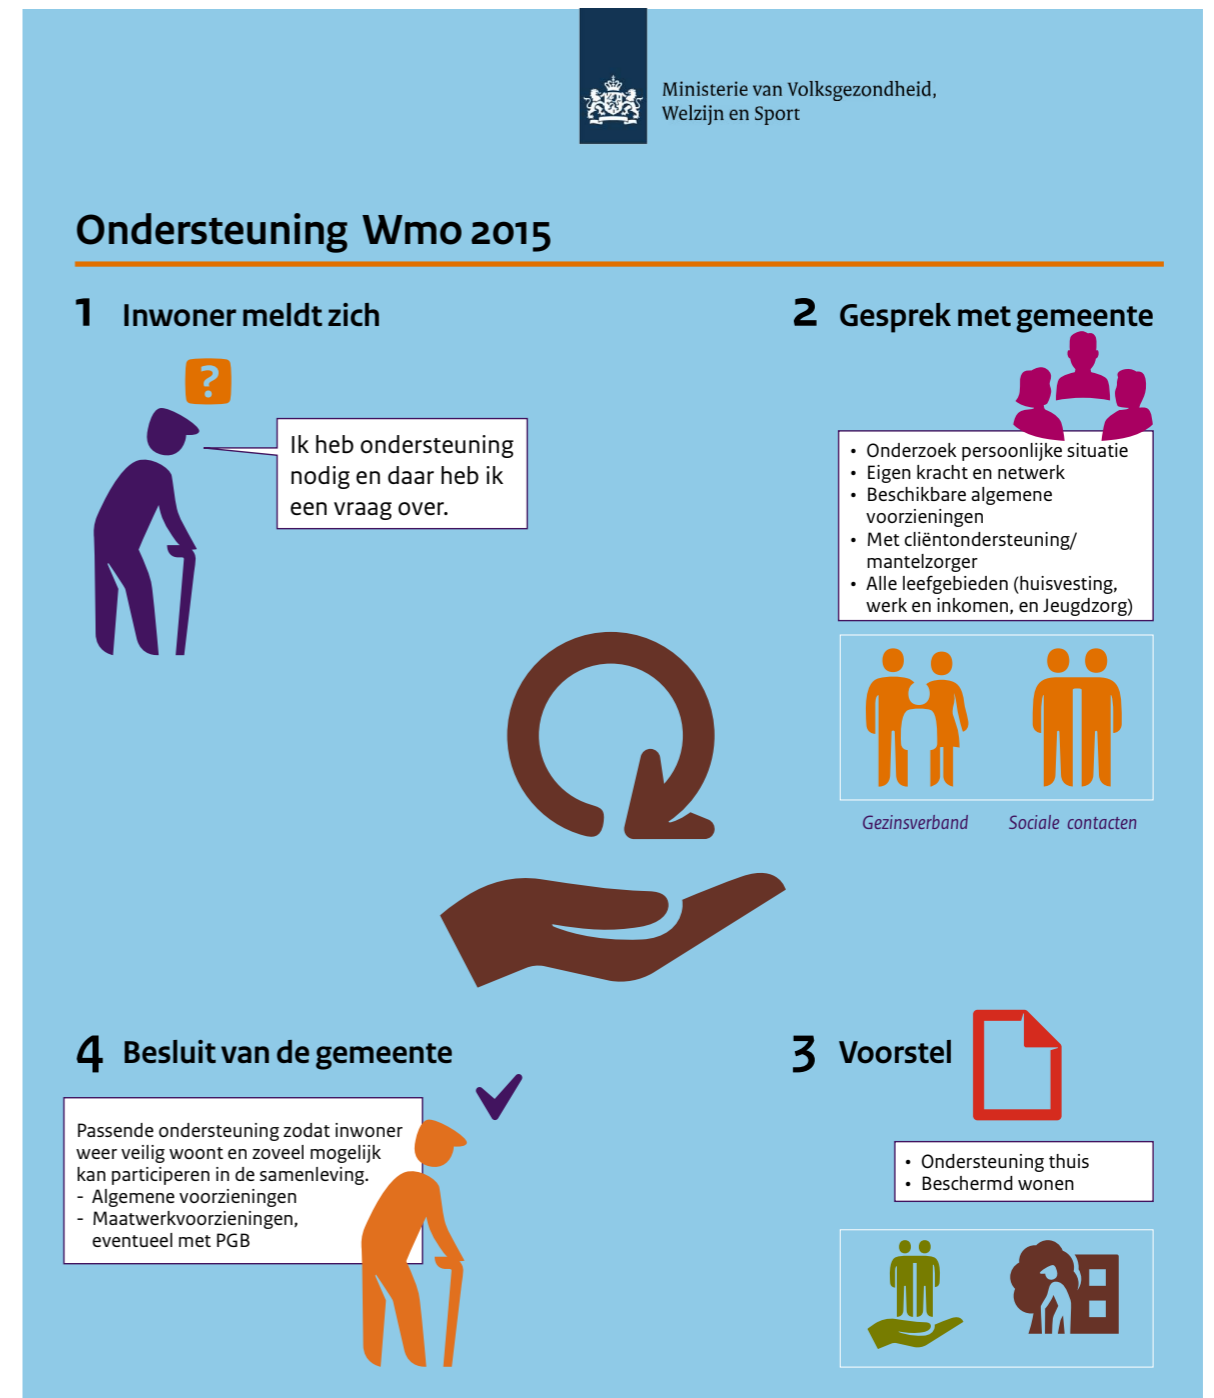 Ministerie van Volksgezondheid,
Welzijn en Sport
Ondersteuning Wmo 2015
1 Inwoner meldt zich
?
Ik heb ondersteuning
nodig en daar heb ik
een vraag over.
2 Gesprek met gemeente
• Onderzoek persoonlijke situatie
• Eigen kracht en netwerk
• Beschikbare algemene
voorzieningen
• Met cliëntondersteuning/
mantelzorger
• Alle leefgebieden (huisvesting,
werk en inkomen, en Jeugdzorg)
Gezinsverband
Sociale contacten
3 Voorstel
• Ondersteuning thuis
• Beschermd wonen
4 Besluit van de gemeente
Passende ondersteuning zodat inwoner
weer veilig woont en zoveel mogelijk
kan participeren in de samenleving.
- Algemene voorzieningen
- Maatwerkvoorzieningen,
eventueel met PGB